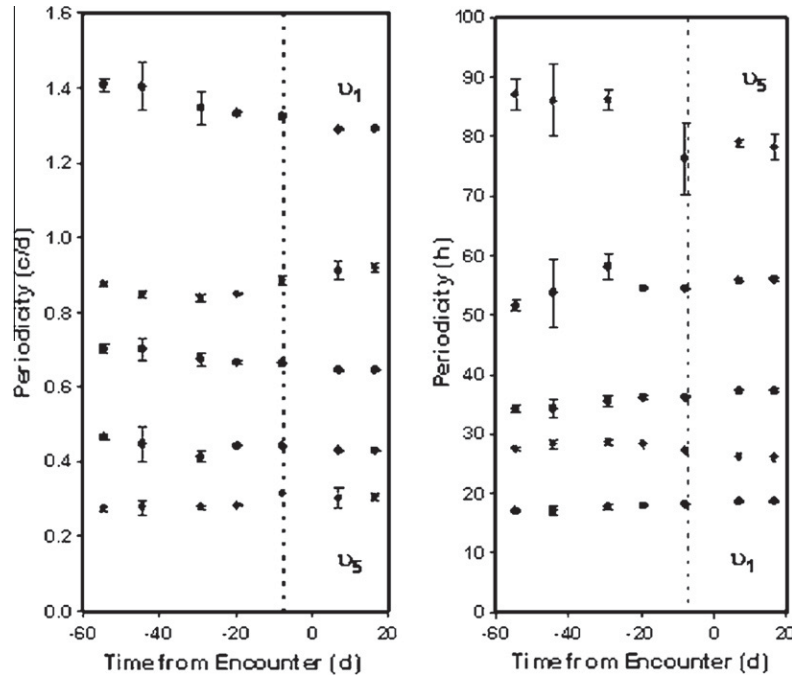 1.6
1.4
1.2
1.0
0.8
0.6
0.4
0.2
0.0
Periodicity (c/d)
υ1
υ5
-60 -40 -20 0 20
Time from Encounter (d)
100
90
80
70
60
50
40
30
20
10
0
Periodicity (h)
υ5
υ1
-60 -40 -20 0 20
Time from Encounter (d)